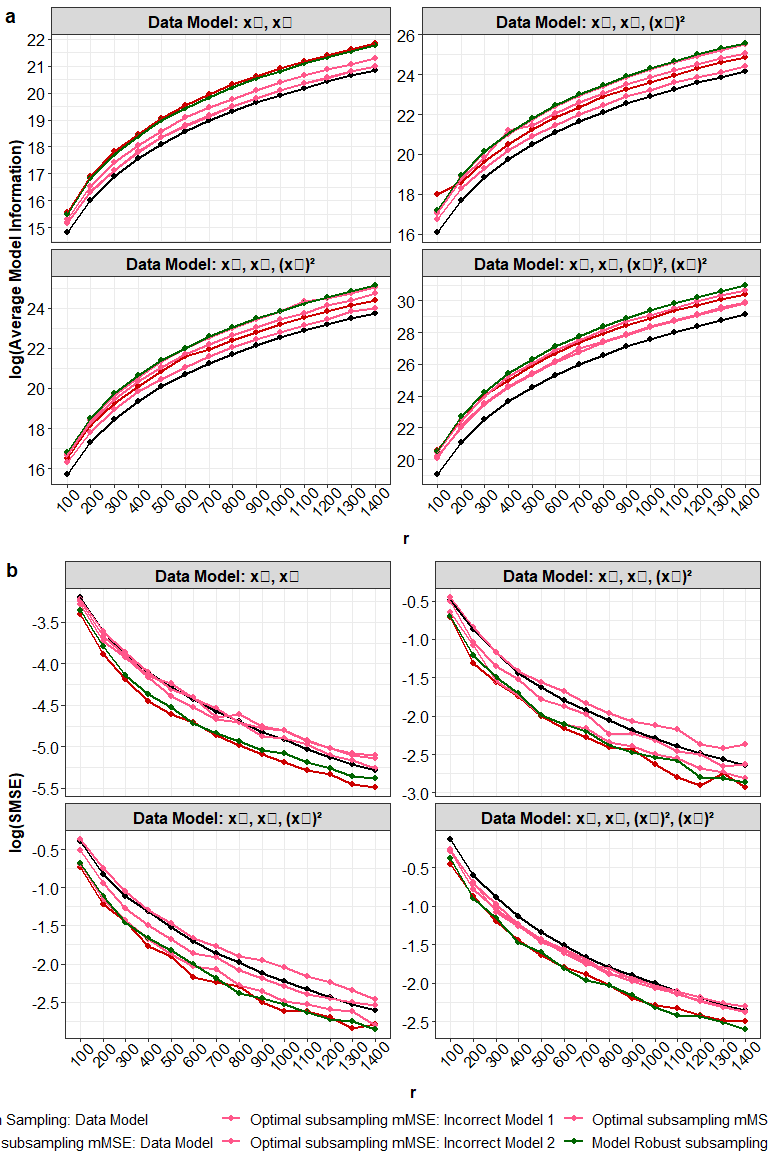 a
Data Model: x▯, x▯
Data Model: x▯, x▯, (x▯)²
22
21
20
19
18
17
16
15
26
24
22
20
18
16
log(Average Model Information)
Data Model: x▯, x▯, (x▯)²
Data Model: x▯, x▯, (x▯)², (x▯)²
24
22
20
18
16
30
28
26
24
22
20
100 200 300 400 500 600 700 800 900 1000 1100 1200 1300 1400
100 200 300 400 500 600 700 800 900 1000 1100 1200 1300 1400
r
b
Data Model: x▯, x▯
Data Model: x▯, x▯, (x▯)²
-3.5
-4.0
-4.5
-5.0
-5.5
-0.5
-1.0
-1.5
-2.0
-2.5
-3.0
log(SMSE)
Data Model: x▯, x▯, (x▯)²
Data Model: x▯, x▯, (x▯)², (x▯)²
-0.5
-1.0
-1.5
-2.0
-2.5
-0.5
-1.0
-1.5
-2.0
-2.5
100 200 300 400 500 600 700 800 900 1000 1100 1200 1300 1400
100 200 300 400 500 600 700 800 900 1000 1100 1200 1300 1400
r
Sampling: Data Model Optimal subsampling mMSE: Incorrect Model 1 Optimal subsampling
subsampling mMSE: Data Model Optimal subsampling mMSE: Incorrect Model 2 Model Robust subsampling